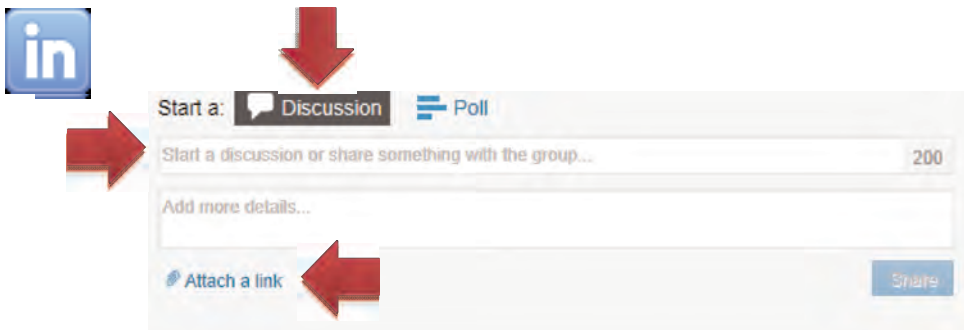 in
Start a: Discussion Poll
Start a discussion or share something with the group... 200
Add more details...
Attach a link Share